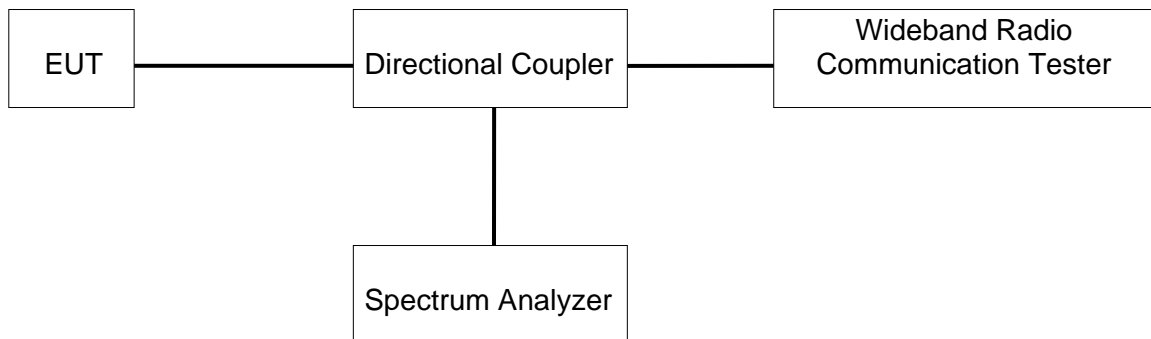 EUT
Directional Coupler
Wideband Radio
Communication Tester
Spectrum Analyzer